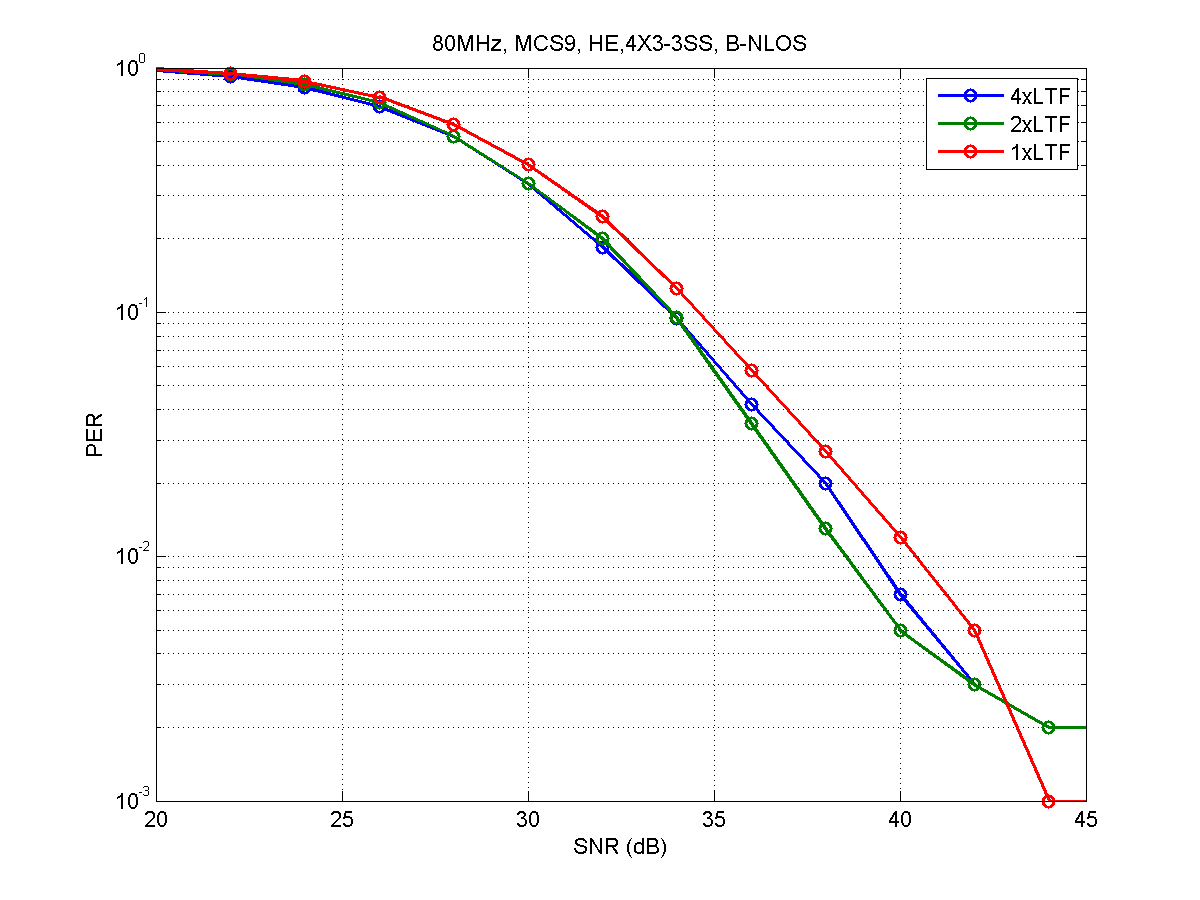 80MHz, MCS9, HE,4X3-3SS, B-NLOS
10^0
4xLTF
2xLTF
1xLTF
10^-1
PER
10^-2
10^-3
20 25 30 35 40 45
SNR (dB)